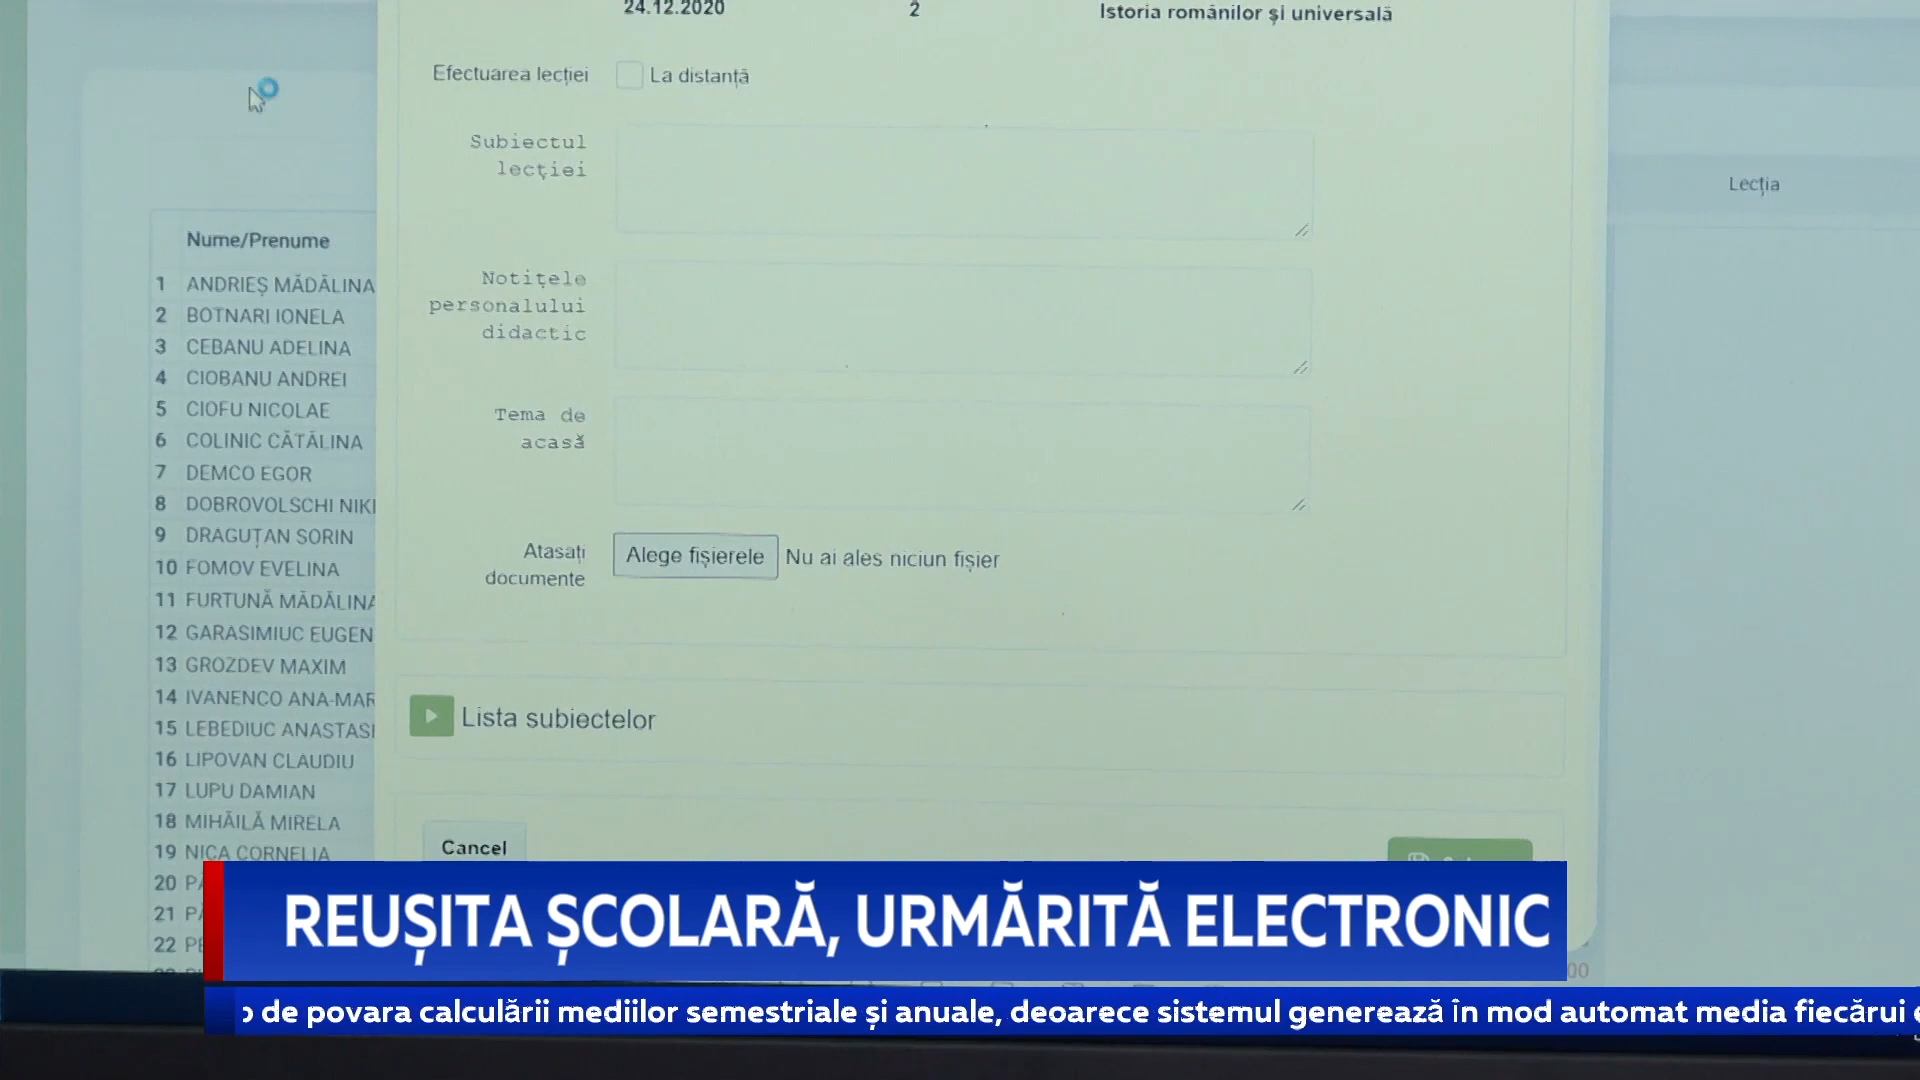 24.12.2020 2 Istoria românilor și universală
Efectuarea lecției La distanță
Subiectul
lecției
Lecția
Nume/Prenume
Notițele
personalului
didactic
1 ANDRIEȘ MĂDĂLINA
2 BOTNARI IONELA
3 CEBANU ADELINA
4 CIOBANU ANDREI
5 CIOFU NICOLAE
6 COLINIC CĂTĂLINA
7 DEMCO EGOR
8 DOBROVOLSCHI NIKI
9 DRAGUȚAN SORIN
10 FOMOV EVELINA
11 FURTUNĂ MĂDĂLINA
12 GARASIMIUC EUGEN
13 GROZDEV MAXIM
14 IVANENCO ANA-MAR
15 LEBEDIUC ANASTASI
16 LIPOVAN CLAUDIU
17 LUPU DAMIAN
18 MIHĂILĂ MIRELA
19 NICA CORNELIA
20
21
22
Tema de
acasă
Atasați
documente
Alege fișierele Nu ai ales niciun fișier
Lista subiectelor
Cancel
REUȘITA ȘCOLARĂ, URMĂRITĂ ELECTRONIC
de povara calculării mediilor semestriale și anuale, deoarece sistemul generează în mod automat media fiecărui